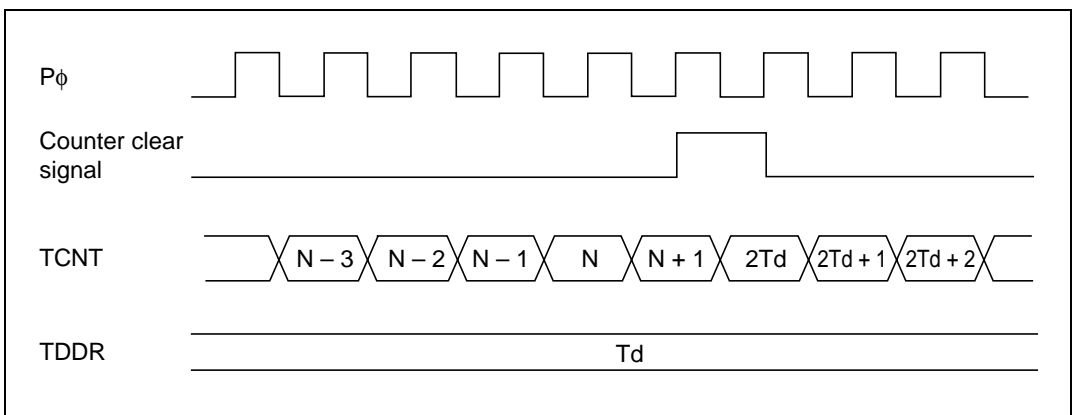 Pϕ
Counter clear
signal
TCNT N – 3 N – 2 N – 1 N N + 1 2Td 2Td + 1 2Td + 2
TDDR Td